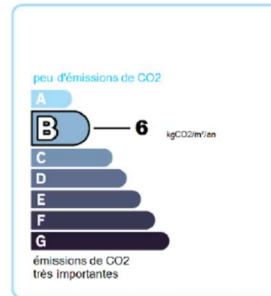 peu d'émissions de CO2
A
B 6 kgCO2/m²/an
C
D
E
F
G
émissions de CO2
très importantes